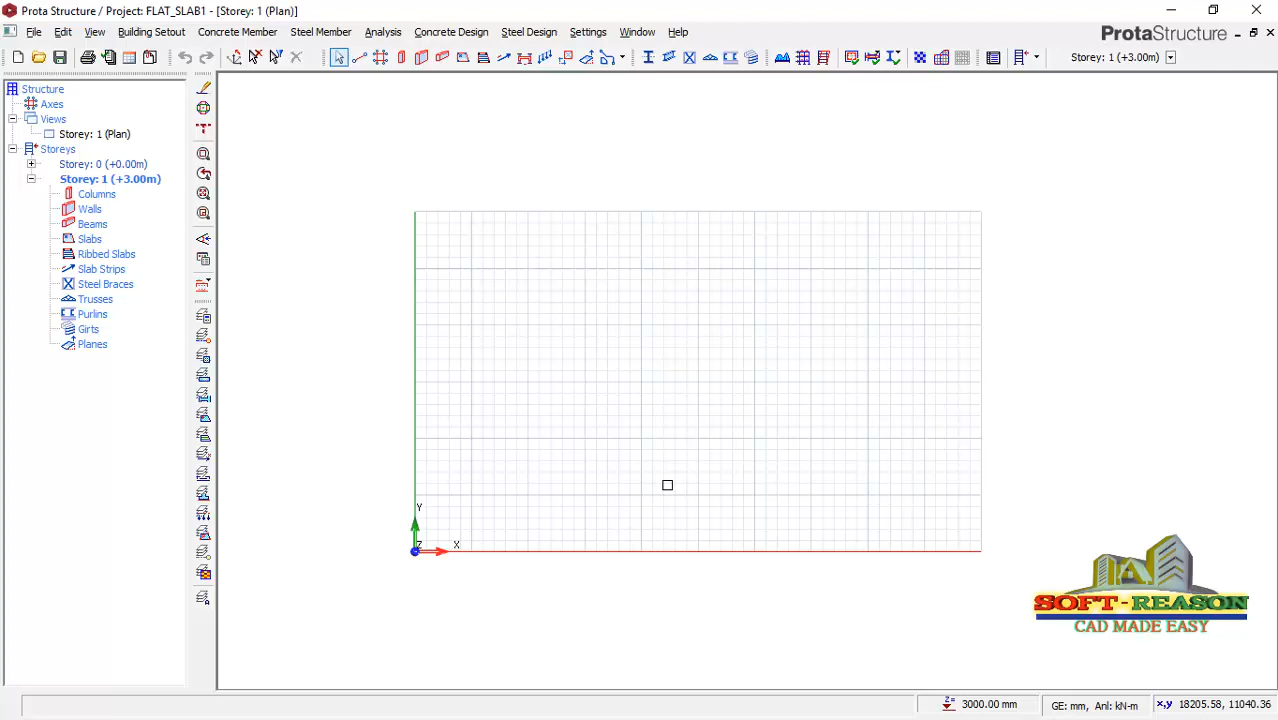 Prota Structure / Project: FLAT_SLAB1 - [Storey: 1 (Plan)]
File Edit View Building Setout Concrete Member Steel Member Analysis Concrete Design Steel Design Settings Window Help
ProtaStructure
Storey: 1 (+3.00m)
Structure
Axes
Views
Storey: 1 (Plan)
Storeys
Storey: 0 (+0.00m)
Storey: 1 (+3.00m)
Columns
Walls
Beams
Slabs
Ribbed Slabs
Slab Strips
Steel Braces
Trusses
Purlins
Girts
Planes
Y
Z
X
SOFT-REASON
CAD MADE EASY
Z= 3000.00 mm
GE: mm, Anl: kN-m
x,y 18205.58, 11040.36